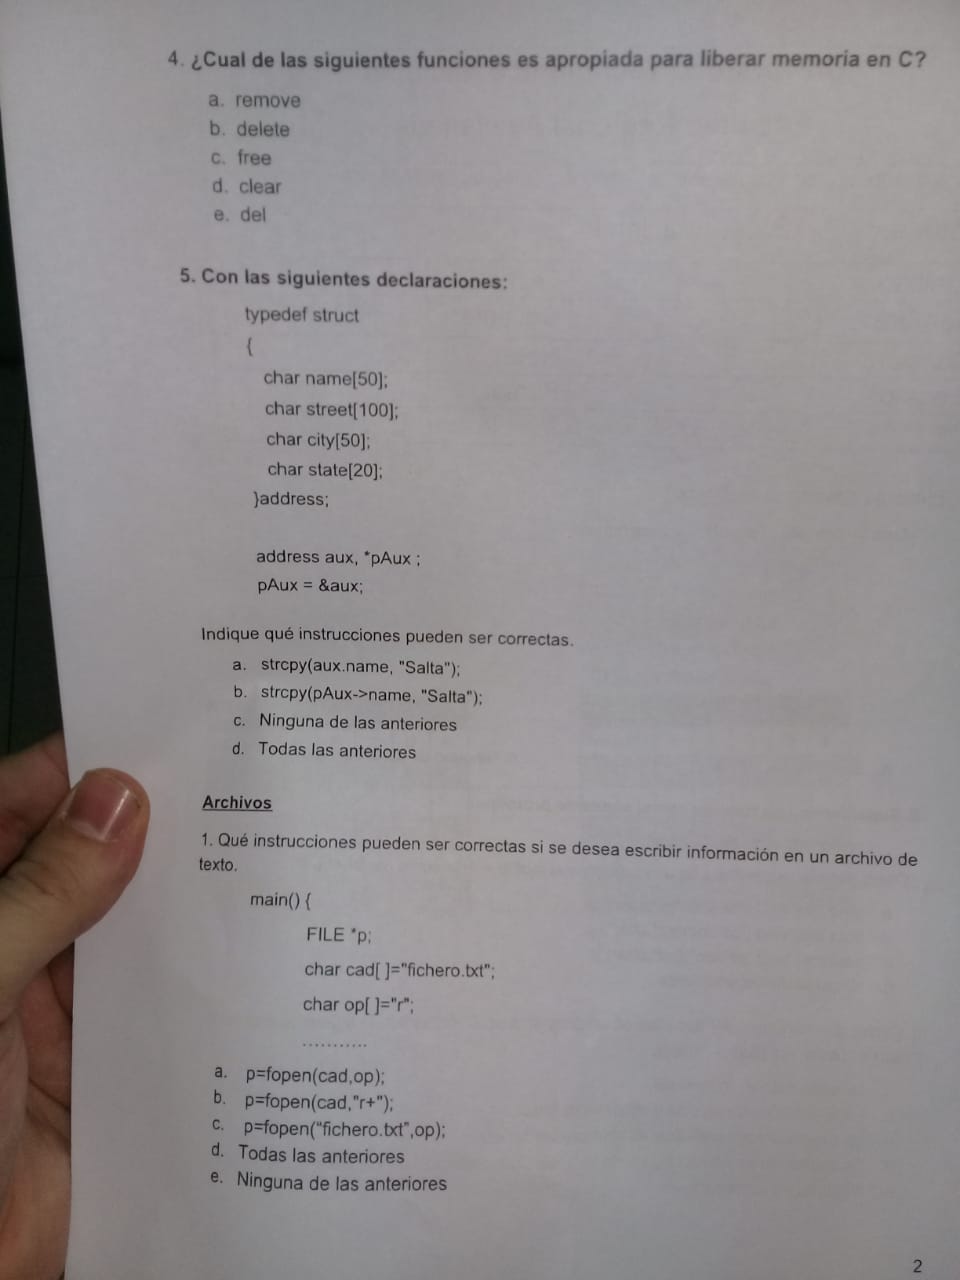 4. ¿Cual de las siguientes funciones es apropiada para liberar memoria en C?
a. remove
b. delete
c. free
d. clear
e. del
5. Con las siguientes declaraciones:
typedef struct
{
char name[50];
char street[100];
char city[50];
char state[20];
}address;
address aux, *pAux ;
pAux = &aux;
Indique qué instrucciones pueden ser correctas.
a. strcpy(aux.name, "Salta");
b. strcpy(pAux->name, "Salta");
c. Ninguna de las anteriores
d. Todas las anteriores
Archivos
1. Qué instrucciones pueden ser correctas si se desea escribir información en un archivo de
texto.
main() {
FILE *p;
char cad[ ]="fichero.txt";
char op[ ]="r";
...........
a. p=fopen(cad,op);
b. p=fopen(cad,"r+");
c. p=fopen("fichero.txt",op);
d. Todas las anteriores
e. Ninguna de las anteriores
2